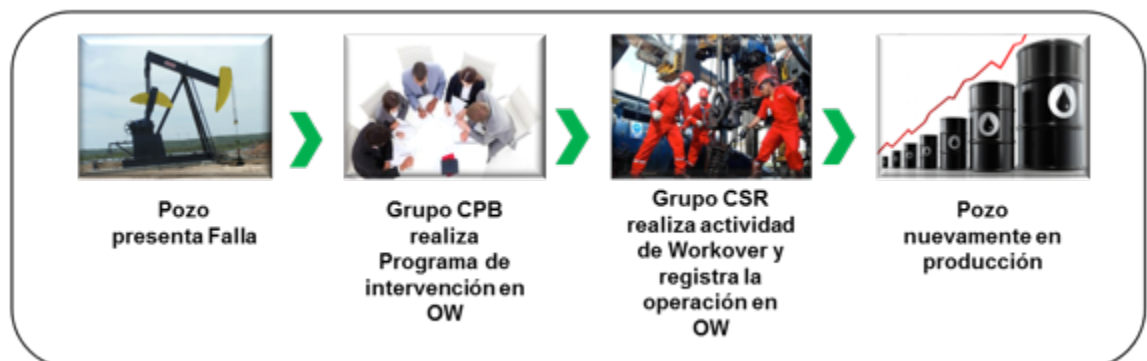 Pozo
presenta Falla
Grupo CPB
realiza
Programa de
intervención en
OW
Grupo CSR
realiza actividad
de Workover y
registra la
operación en
OW
Pozo
nuevamente en
producción